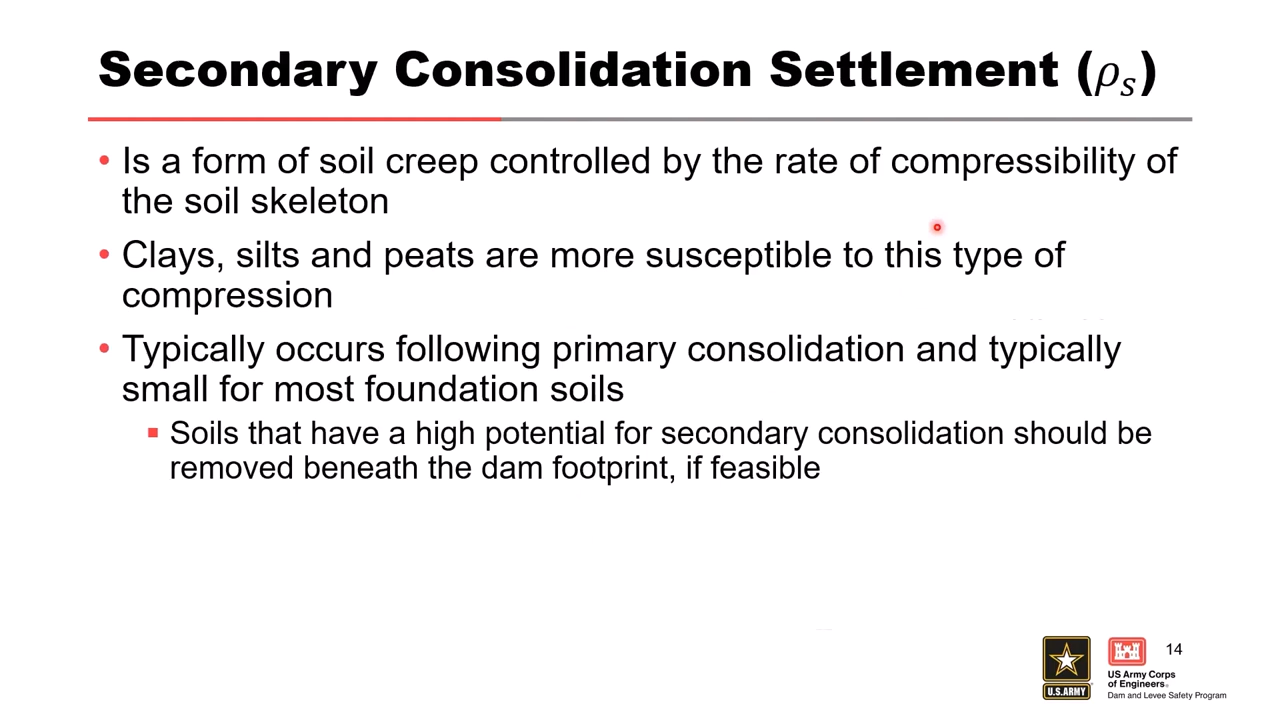 Secondary Consolidation Settlement (ρₛ)
• Is a form of soil creep controlled by the rate of compressibility of
the soil skeleton
• Clays, silts and peats are more susceptible to this type of
compression
• Typically occurs following primary consolidation and typically
small for most foundation soils
▪ Soils that have a high potential for secondary consolidation should be
removed beneath the dam footprint, if feasible
14
U.S.ARMY
US Army Corps
of Engineers®
Dam and Levee Safety Program